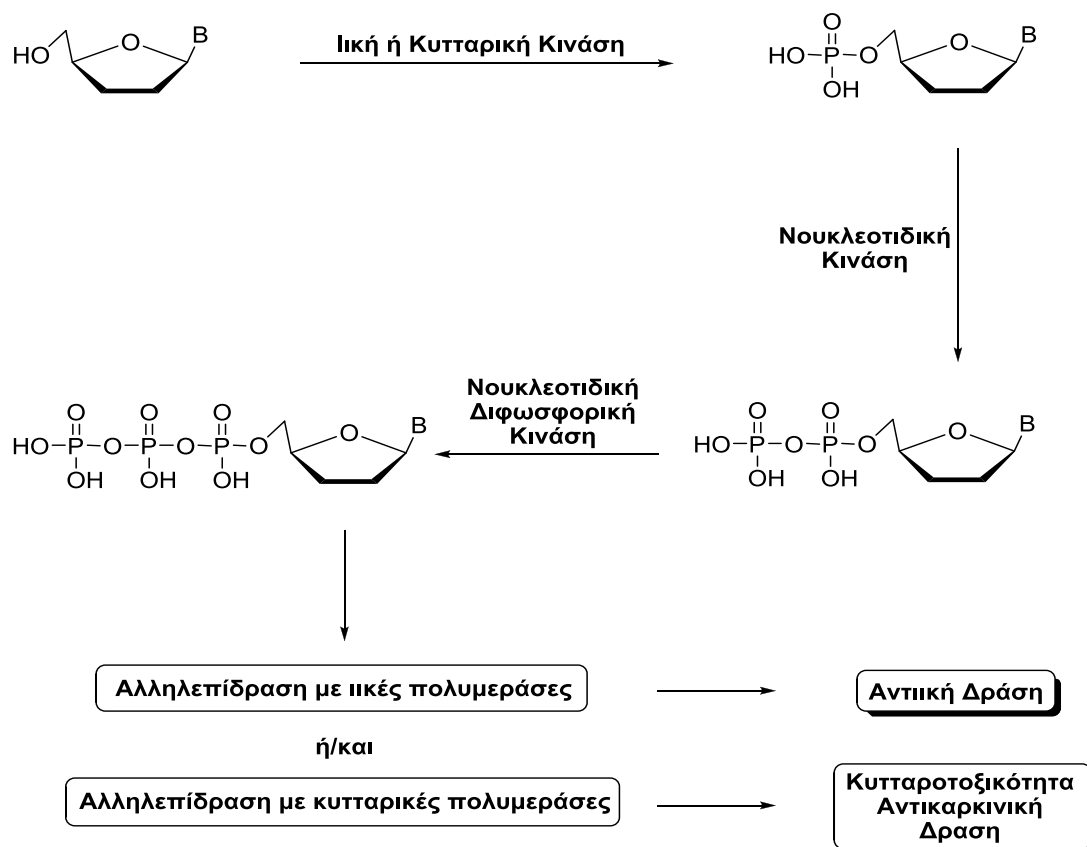 HO
O
B
Ιική ή Κυτταρική Κινάση
O
HO P O
OH
O
B
Νουκλεοτιδική
Κινάση
O O O
HO P O P O P O
OH OH OH
O
B
Νουκλεοτιδική
Διφωσφορική
Κινάση
O O
HO P O P O
OH OH
O
B
Αλληλεπίδραση με ιικές πολυμεράσες
Αντιική Δράση
ή/και
Αλληλεπίδραση με κυτταρικές πολυμεράσες
Κυτταροτοξικότητα
Αντικαρκινική
Δραση